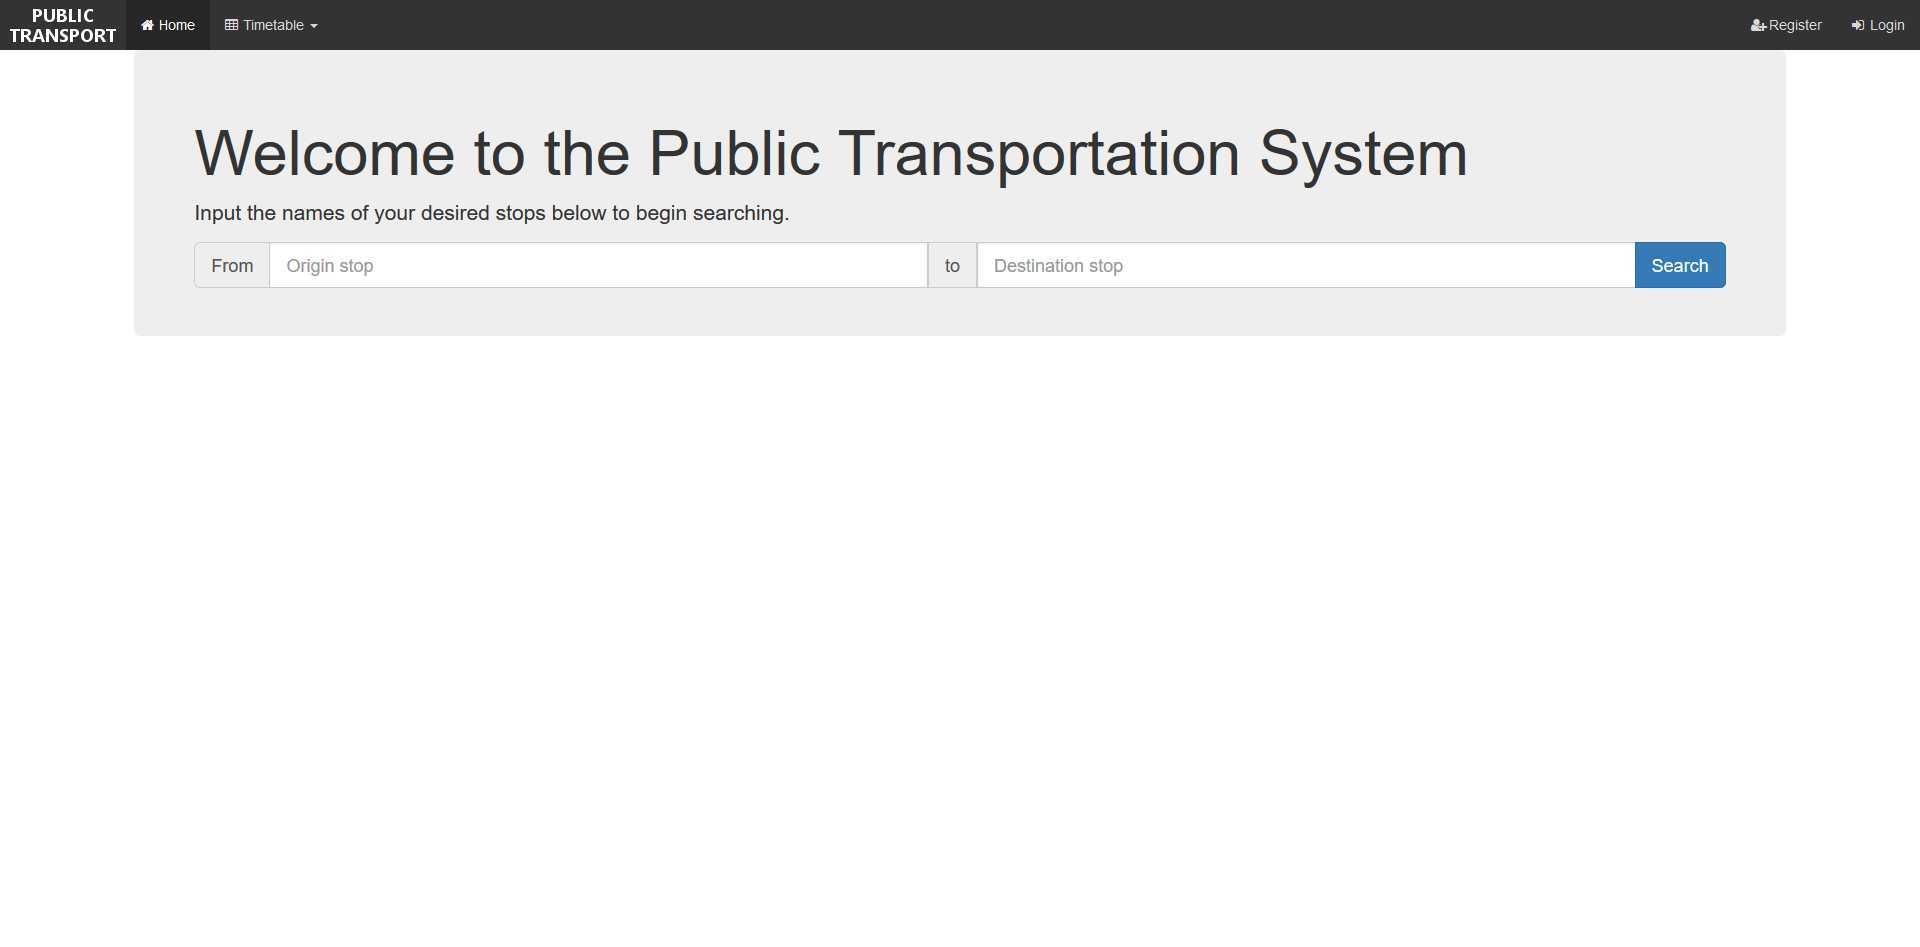 PUBLIC
TRANSPORT
Home
Timetable
Register
Login
Welcome to the Public Transportation System
Input the names of your desired stops below to begin searching.
From
Origin stop
to
Destination stop
Search